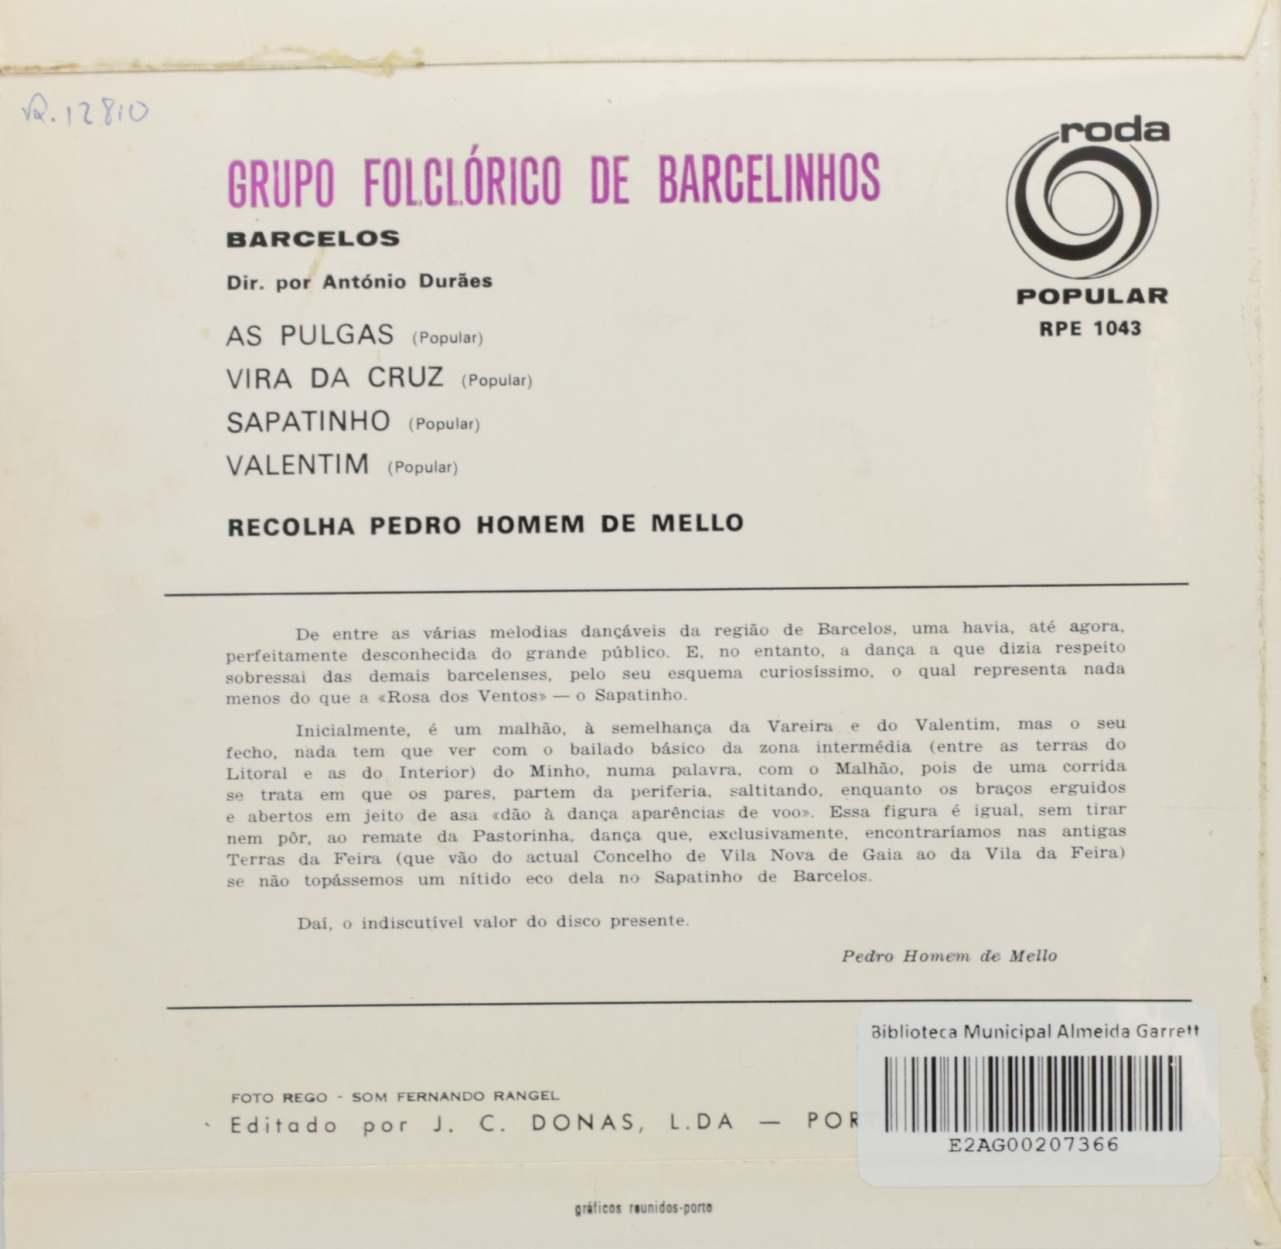 VR.12810
roda
GRUPO FOLCLÓRICO DE BARCELINHOS
BARCELOS
Dir. por António Durães
POPULAR
RPE 1043
AS PULGAS (Popular)
VIRA DA CRUZ (Popular)
SAPATINHO (Popular)
VALENTIM (Popular)
RECOLHA PEDRO HOMEM DE MELLO
De entre as várias melodias dançáveis da região de Barcelos, uma havia, até agora,
perfeitamente desconhecida do grande público. E, no entanto, a dança a que dizia respeito
sobressai das demais barcelenses, pelo seu esquema curiosíssimo, o qual representa nada
menos do que a «Rosa dos Ventos» — o Sapatinho.
Inicialmente, é um malhão, à semelhança da Vareira e do Valentim, mas o seu
fecho, nada tem que ver com o bailado básico da zona intermédia (entre as terras do
Litoral e as do Interior) do Minho, numa palavra, com o Malhão, pois de uma corrida
se trata em que os pares, partem da periferia, saltitando, enquanto os braços erguidos
e abertos em jeito de asa «dão à dança aparências de voo». Essa figura é igual, sem tirar
nem pôr, ao remate da Pastorinha, dança que, exclusivamente, encontraríamos nas antigas
Terras da Feira (que vão do actual Concelho de Vila Nova de Gaia ao da Vila da Feira)
se não topássemos um nítido eco dela no Sapatinho de Barcelos.
Daí, o indiscutível valor do disco presente.
Pedro Homem de Mello
Biblioteca Municipal Almeida Garrett
E2AG00207366
FOTO REGO - SOM FERNANDO RANGEL
Editado por J. C. DONAS, L.DA — POR
gráficos reunidos-porto